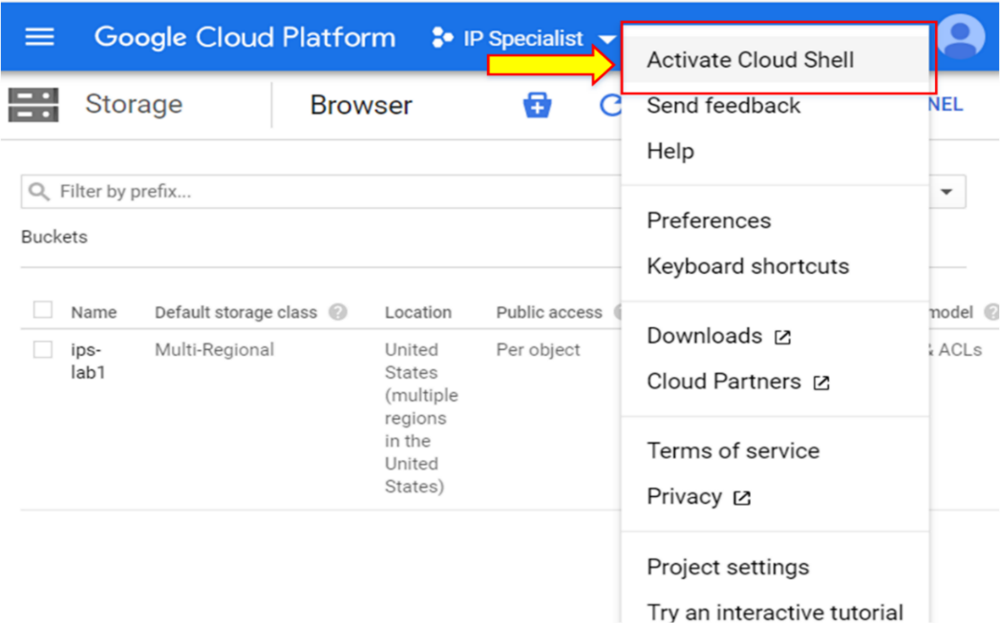 Google Cloud Platform IP Specialist
Activate Cloud Shell
Storage Browser
Send feedback
NEL
Help
Filter by prefix...
Preferences
Buckets
Keyboard shortcuts
Name Default storage class Location Public access model
Downloads
ips-
lab1
Multi-Regional
United
States
(multiple
regions
in the
United
States)
Per object
& ACLs
Cloud Partners
Terms of service
Privacy
Project settings
Try an interactive tutorial